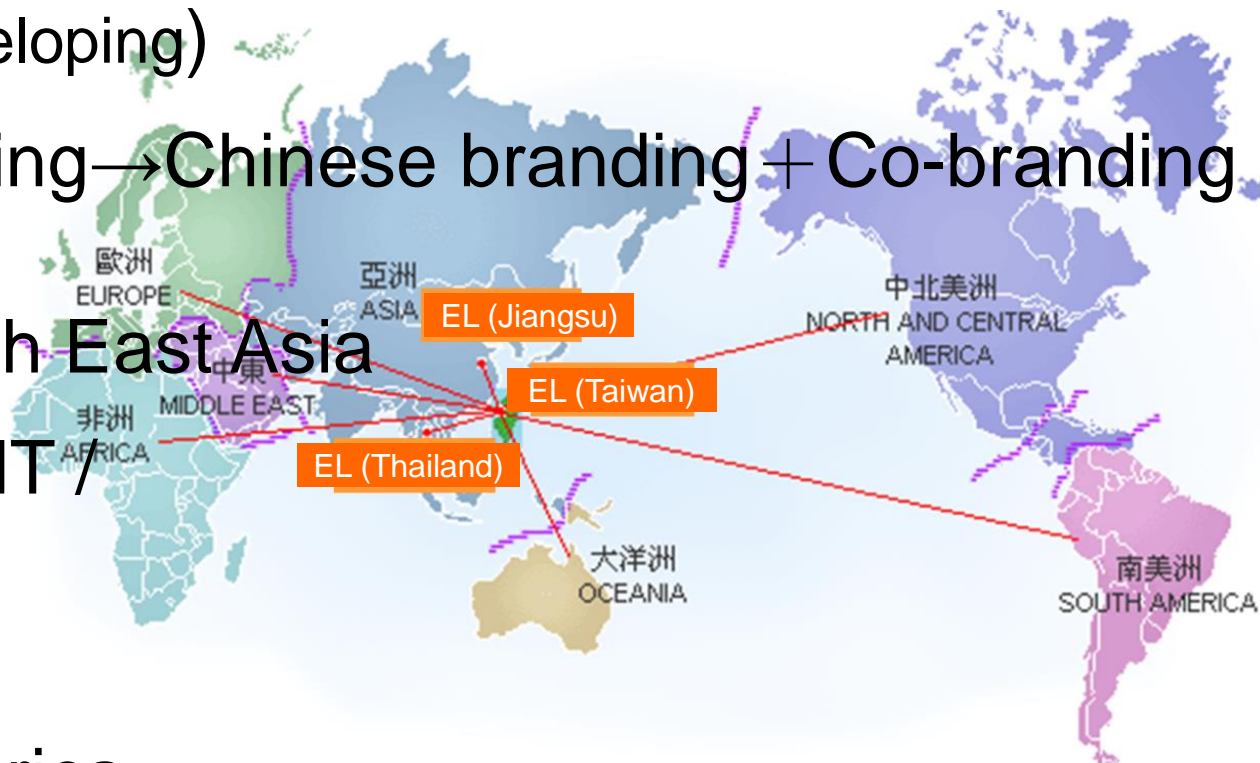 eloping)
ing→Chinese branding＋Co-branding
歐洲
EUROPE
亞洲
ASIA
EL (Jiangsu)
中北美洲
NORTH AND CENTRAL
AMERICA
h East Asia
中東
MIDDLE EAST
EL (Taiwan)
非洲
AFRICA
IT /
EL (Thailand)
大洋洲
OCEANIA
南美洲
SOUTH AMERICA